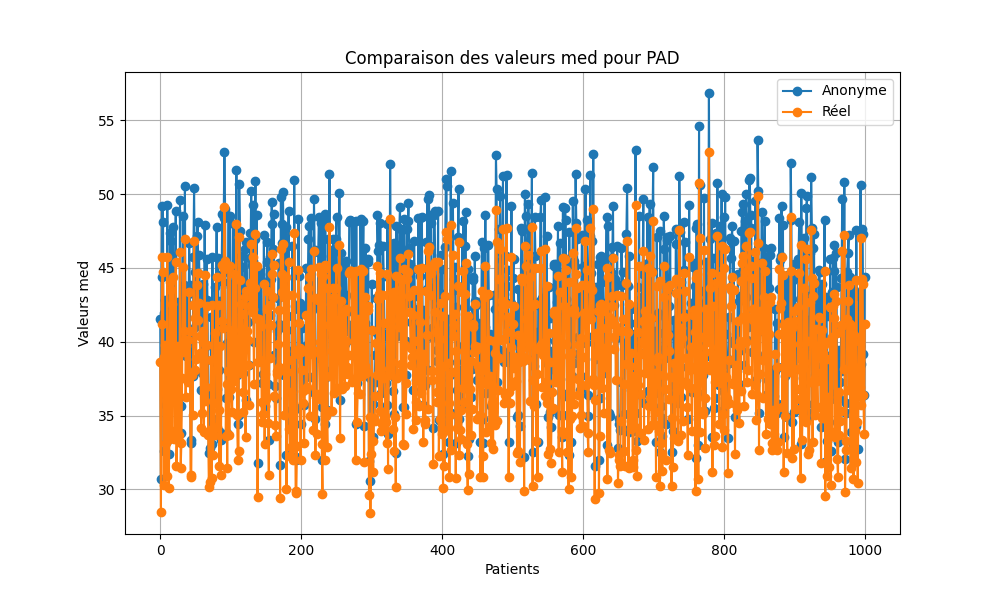 Comparaison des valeurs med pour PAD
Anonyme
Réel
55
50
45
40
35
30
Valeurs med
0 200 400 600 800 1000
Patients